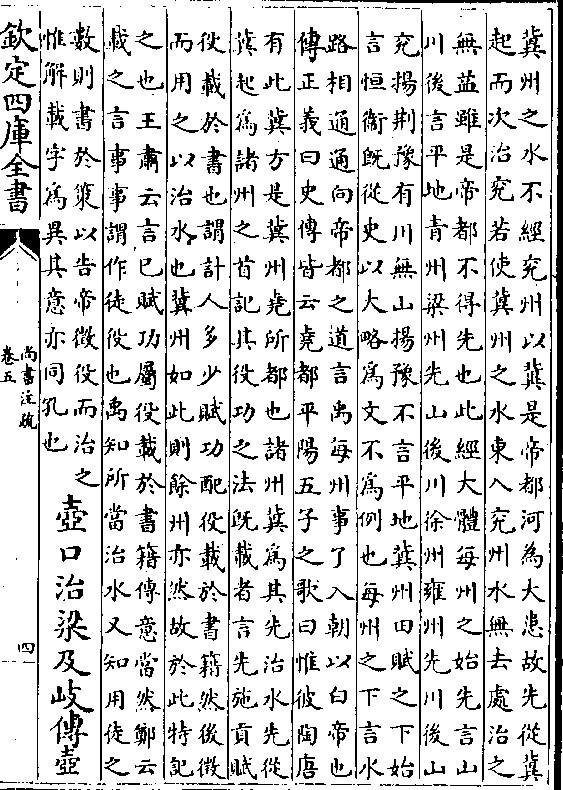 冀州之水不經兖州以冀是帝都河為大患故先從冀
起而次治兖若使冀州之水東入兖州水無去處治之
無益雖是帝都不得先也此經大體每州之始先言山
川後言平地青州梁州先山後川徐州雍州先川後山
兖揚荆豫有川無山揚豫不言平地冀州田賦之下始
言恒衛既從史以大略為文不為例也每州之下言水
路相通通向帝都之道言禹每州事了入朝以白帝也
傳正義曰史傳皆云堯都平陽五子之歌曰惟彼陶唐
有此冀方是冀州堯所都也諸州冀為其先治水先從
冀起為諸州之首記其役功之法既載者言先施貢賦
役載於書也謂計人多少賦功配役載於書籍然後徴
而用之以治水也冀州如此則餘州亦然故於此特記
之也王肅云言巳賦功屬役載於書籍傳意當然鄭云
載之言事事謂作徒役也禹知所當治水又知用徒之
數則書於䇿以告帝徴役而治之
惟解載字為異其意亦同孔也
壺口治梁及岐傳壺
欽定四庫全書
尚書注疏
卷五
四